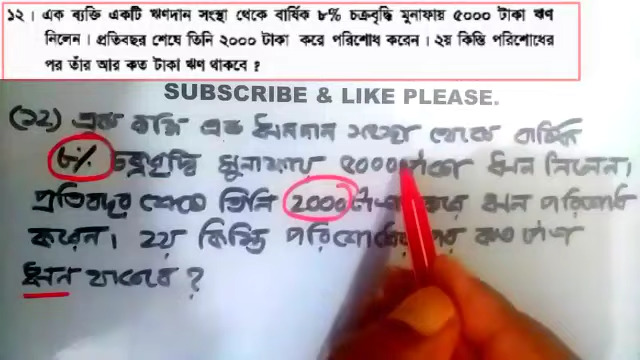 ১২। এক ব্যক্তি একটি ঋণদান সংস্থা থেকে বার্ষিক ৮% চক্রবৃদ্ধি মুনাফায় ৫০০০ টাকা ঋণ
নিলেন। প্রতিবছর শেষে তিনি ২০০০ টাকা করে পরিশোধ করেন। ২য় কিস্তি পরিশোধের
পর তাঁর আর কত টাকা ঋণ থাকবে?
SUBSCRIBE & LIKE PLEASE.
(১২) এক ব্যক্তি এক ঋনদান সংস্থা থেকে বার্ষিক
৮% চক্রবৃদ্ধি মুনাফায় ৫০০০ টাকা ঋন নিলেন।
প্রতিবছর শেষে তিনি ২০০০ টাকা করে ঋন পরিশোধ
করেন। ২য় কিস্তি পরিশোধের পর কত টাকা
ঋন থাকবে?